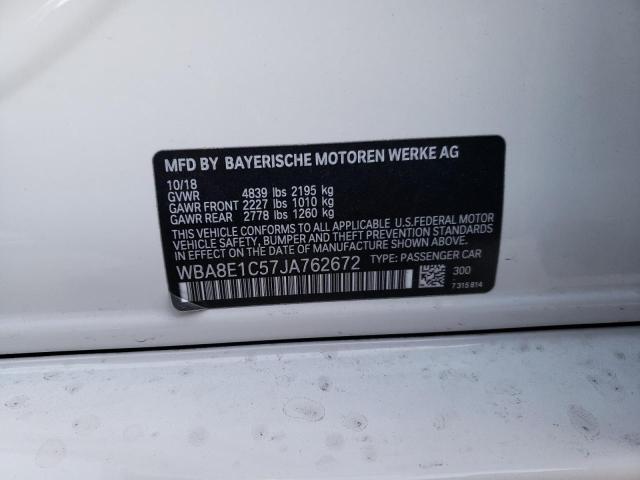 MFD BY BAYERISCHE MOTOREN WERKE AG
10/18
GVWR 4839 lbs 2195 kg
GAWR FRONT 2227 lbs 1010 kg
GAWR REAR 2778 lbs 1260 kg
THIS VEHICLE CONFORMS TO ALL APPLICABLE U.S.FEDERAL MOTOR
VEHICLE SAFETY, BUMPER AND THEFT PREVENTION STANDARDS IN
EFFECT ON THE DATE OF MANUFACTURE SHOWN ABOVE.
WBA8E1C57JA762672 TYPE: PASSENGER CAR
300
7 315 814